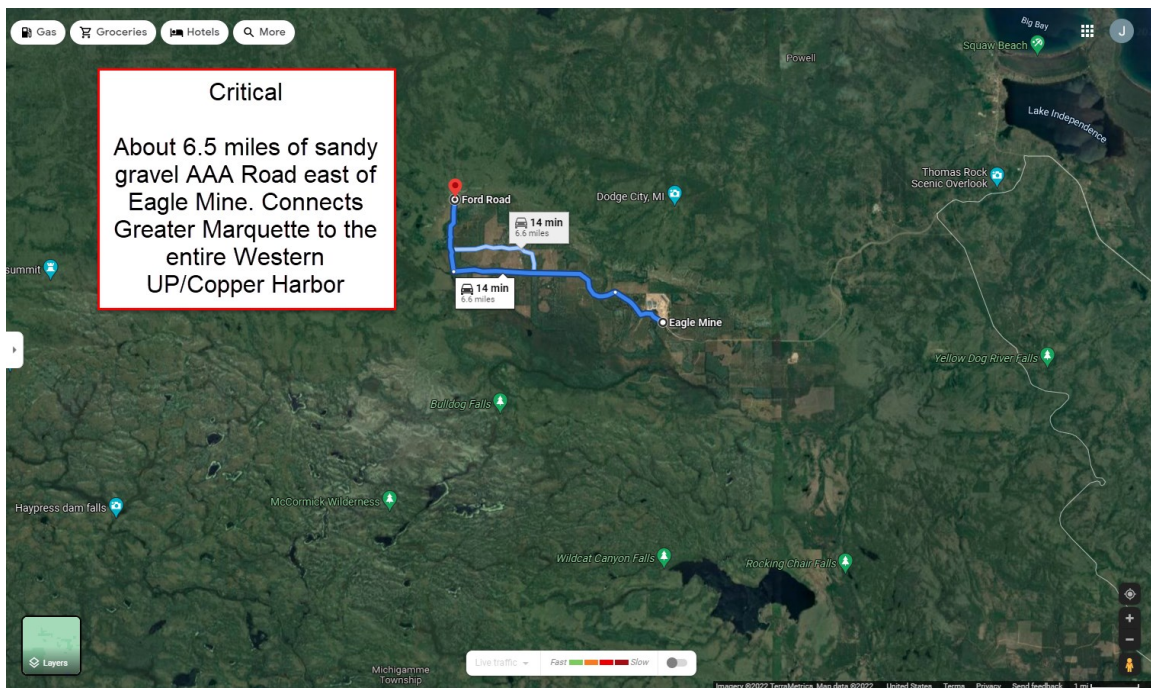 Gas
Groceries
Hotels
More
J
Big Bay
Squaw Beach
Powell
Lake Independence
Critical
About 6.5 miles of sandy
gravel AAA Road east of
Eagle Mine. Connects
Greater Marquette to the
entire Western
UP/Copper Harbor
Thomas Rock
Scenic Overlook
Dodge City, MI
Ford Road
14 min
6.6 miles
summit
14 min
6.6 miles
Eagle Mine
Yellow Dog River Falls
Bulldog Falls
McCormick Wilderness
Haypress dam falls
Wildcat Canyon Falls
Rocking Chair Falls
Layers
Live traffic
Fast
Slow
Michigamme
Township
Imagery ©2022 TerraMetrics, Map data ©2022 United States Terms Privacy Send feedback 1 mi